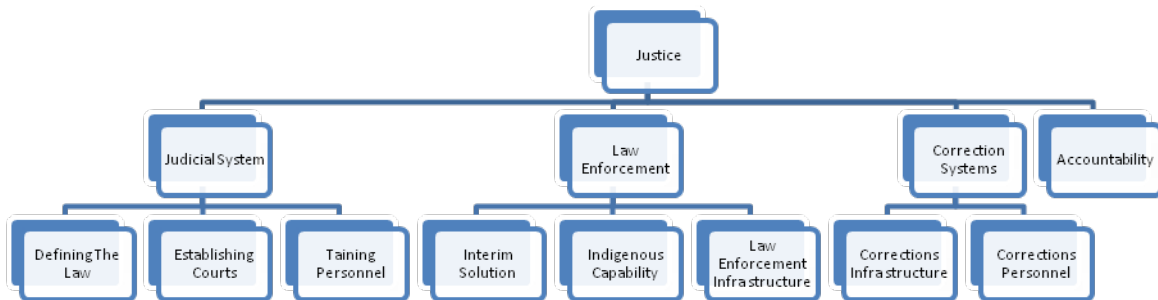 Justice
Judicial System
Law
Enforcement
Correction
Systems
Accountability
Defining The
Law
Establishing
Courts
Taining
Personnel
Interim
Solution
Indigenous
Capability
Law
Enforcement
Infrastructure
Corrections
Infrastructure
Corrections
Personnel